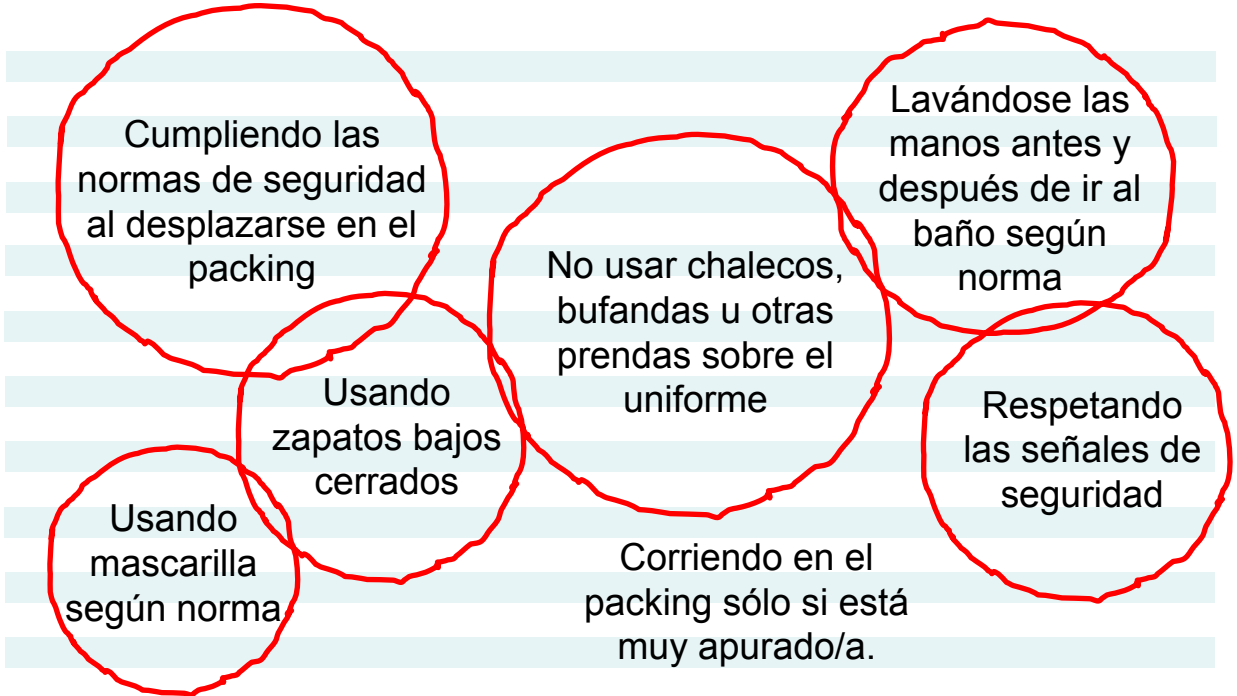 Cumpliendo las
normas de seguridad
al desplazarse en el
packing
Lavándose las
manos antes y
después de ir al
baño según
norma
No usar chalecos,
bufandas u otras
prendas sobre el
uniforme
Usando
zapatos bajos
cerrados
Respetando
las señales de
seguridad
Usando
mascarilla
según norma
Corriendo en el
packing sólo si está
muy apurado/a.